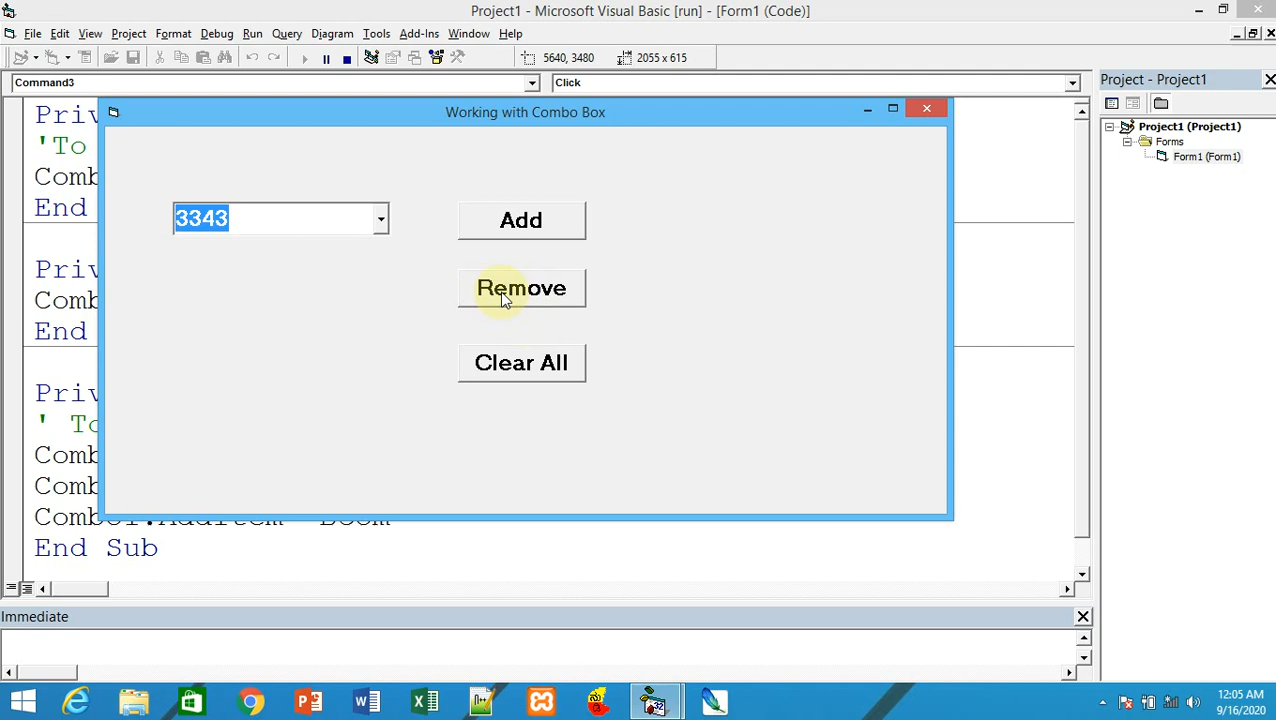 Project1 - Microsoft Visual Basic [run] - [Form1 (Code)]
File Edit View Project Format Debug Run Query Diagram Tools Add-Ins Window Help
5640, 3480 2055 x 615
Command3 Click
Project - Project1
Priv
'To
Comb
End
Priv
Comb
End
Priv
' To
Comb
Comb
End Sub
Working with Combo Box
3343
Add
Remove
Clear All
Project1 (Project1)
Forms
Form1 (Form1)
Immediate
12:05 AM
9/16/2020